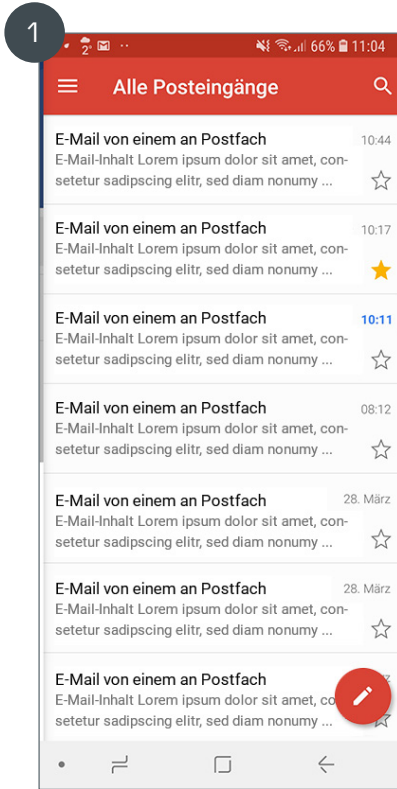 1
2° 66% 11:04
Alle Posteingänge
E-Mail von einem an Postfach 10:44
E-Mail-Inhalt Lorem ipsum dolor sit amet, con-
setetur sadipscing elitr, sed diam nonumy ...
E-Mail von einem an Postfach 10:17
E-Mail-Inhalt Lorem ipsum dolor sit amet, con-
setetur sadipscing elitr, sed diam nonumy ...
E-Mail von einem an Postfach 10:11
E-Mail-Inhalt Lorem ipsum dolor sit amet, con-
setetur sadipscing elitr, sed diam nonumy ...
E-Mail von einem an Postfach 08:12
E-Mail-Inhalt Lorem ipsum dolor sit amet, con-
setetur sadipscing elitr, sed diam nonumy ...
E-Mail von einem an Postfach 28. März
E-Mail-Inhalt Lorem ipsum dolor sit amet, con-
setetur sadipscing elitr, sed diam nonumy ...
E-Mail von einem an Postfach 28. März
E-Mail-Inhalt Lorem ipsum dolor sit amet, con-
setetur sadipscing elitr, sed diam nonumy ...
E-Mail von einem an Postfach
E-Mail-Inhalt Lorem ipsum dolor sit amet, co
setetur sadipscing elitr, sed diam nonumy ...